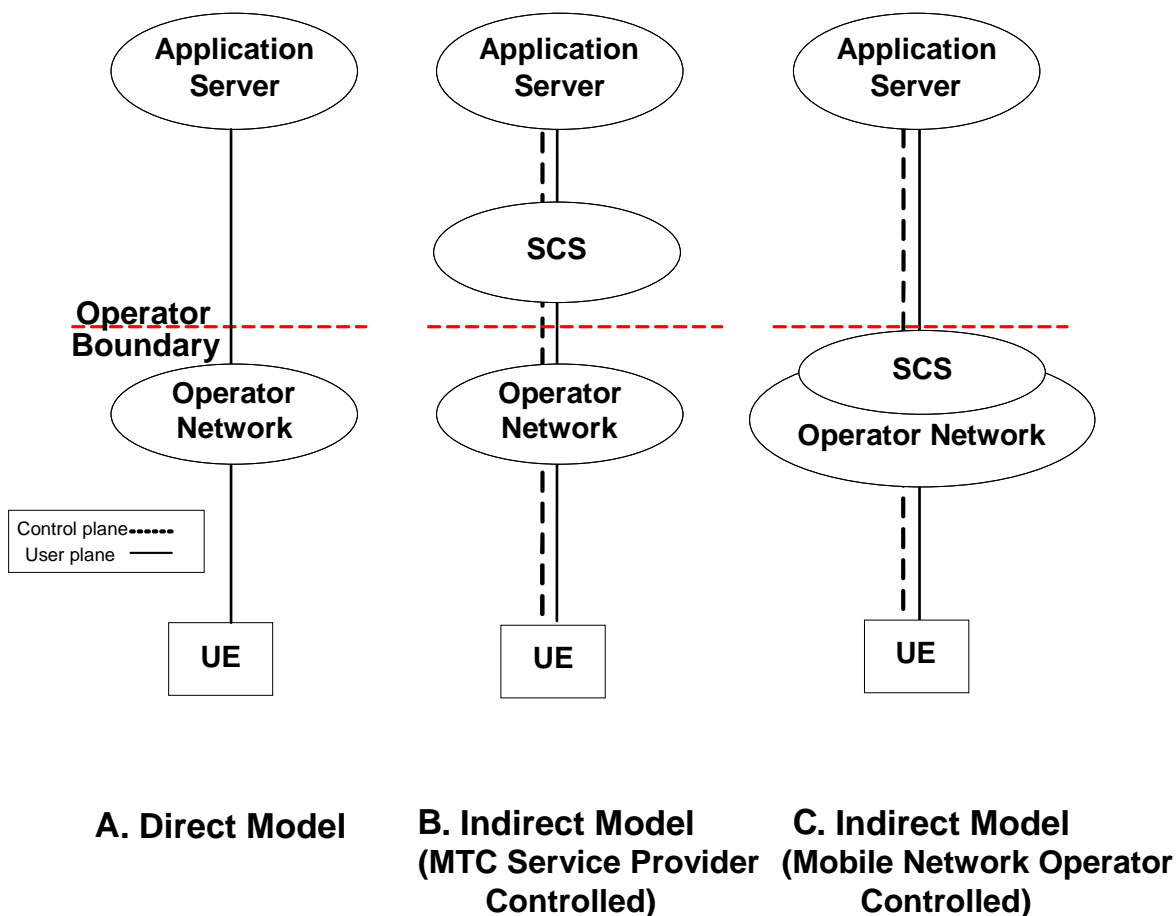 Application
Server
Application
Server
Application
Server
SCS
Operator
Boundary
Operator
Network
Operator
Network
SCS
Operator Network
Control plane
User plane
UE
UE
UE
A. Direct Model
B. Indirect Model
(MTC Service Provider
Controlled)
C. Indirect Model
(Mobile Network Operator
Controlled)